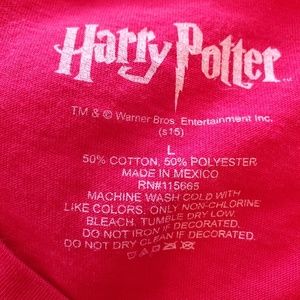 Harry Potter
TM & © Warner Bros. Entertainment Inc.
(s15)
L
50% COTTON, 50% POLYESTER
MADE IN MEXICO
RN#115665
MACHINE WASH COLD WITH
LIKE COLORS. ONLY NON-CHLORINE
BLEACH. TUMBLE DRY LOW.
DO NOT IRON IF DECORATED.
DO NOT DRY CLEAN IF DECORATED.